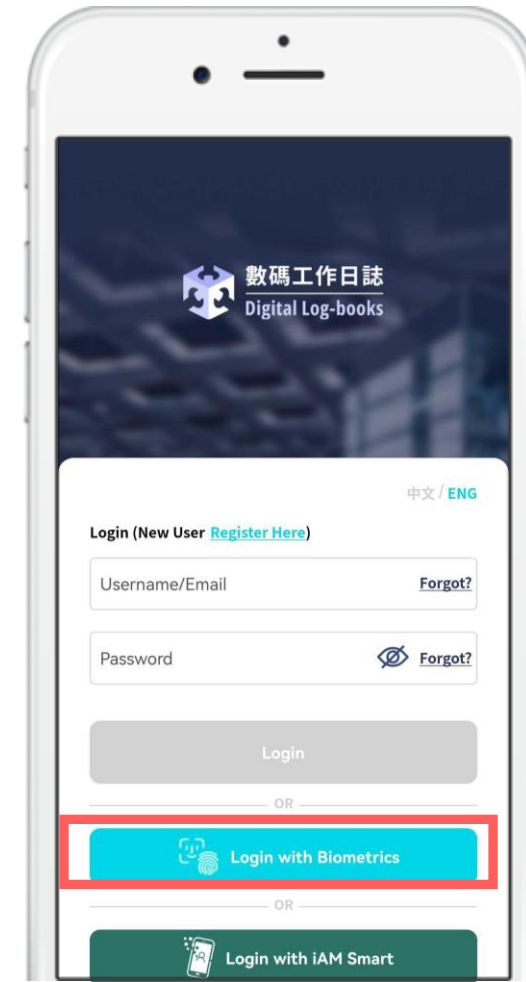 數碼工作日誌
Digital Log-books
中文 / ENG
Login (New User Register Here)
Username/Email Forgot?
Password Forgot?
Login
OR
Login with Biometrics
OR
Login with iAM Smart